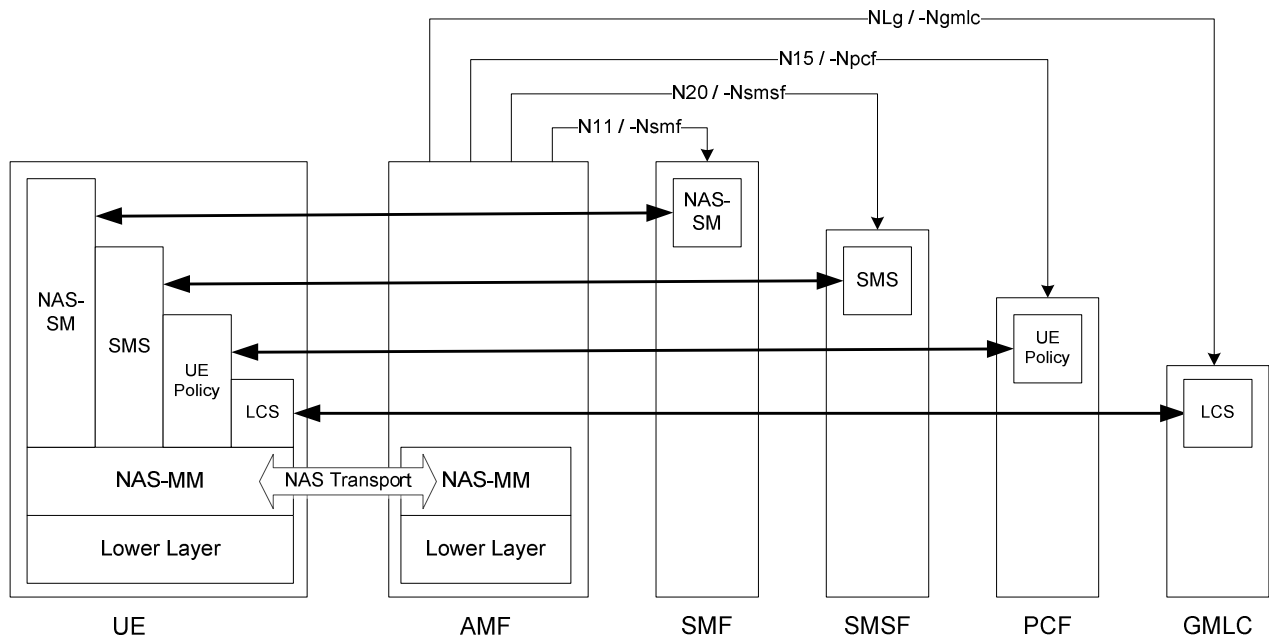 NLg / -Ngmlc
N15 / -Npcf
N20 / -Nsmsf
N11 / -Nsmf
NAS-
SM
SMS
UE
Policy
LCS
NAS-
SM
SMS
UE
Policy
LCS
NAS-MM
NAS Transport
NAS-MM
Lower Layer
Lower Layer
UE
AMF
SMF
SMSF
PCF
GMLC